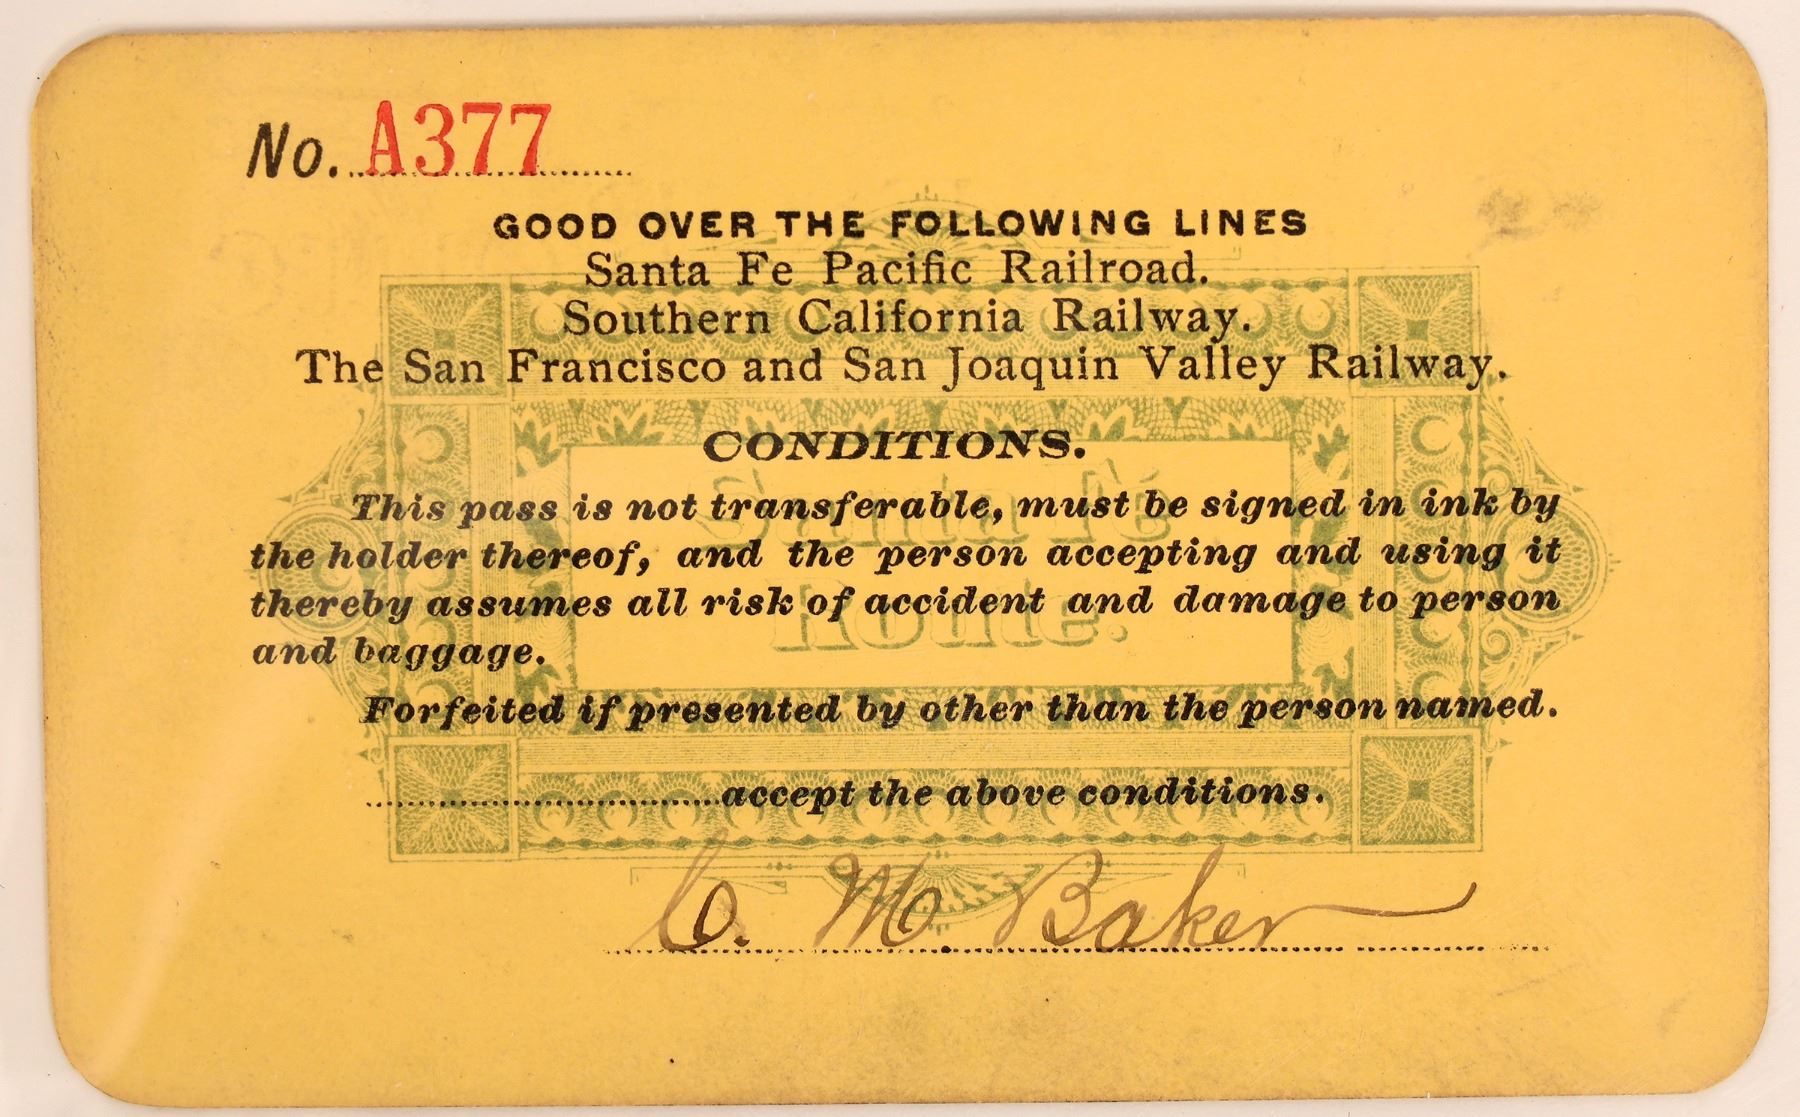 No. A377
GOOD OVER THE FOLLOWING LINES
Santa Fe Pacific Railroad.
Southern California Railway.
The San Francisco and San Joaquin Valley Railway.
CONDITIONS.
This pass is not transferable, must be signed in ink by
the holder thereof, and the person accepting and using it
thereby assumes all risk of accident and damage to person
and baggage.
Forfeited if presented by other than the person named.
accept the above conditions.
C. M. Baker
Santa Fé
Route.